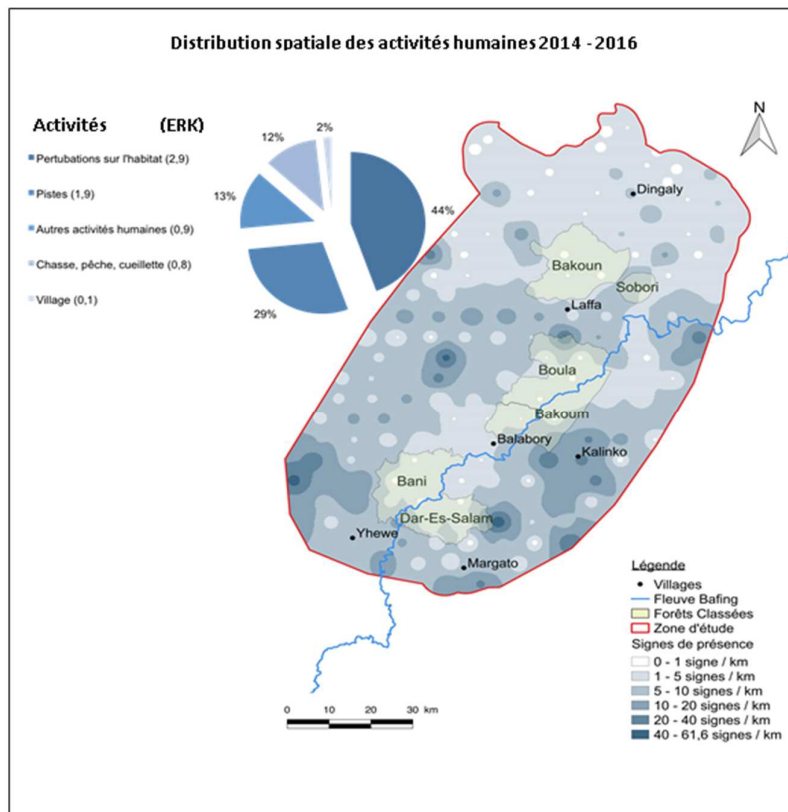 Distribution spatiale des activités humaines 2014 - 2016
Activités (ERK)
Pertubations sur l'habitat (2,9)
Pistes (1,9)
Autres activités humaines (0,9)
Chasse, pêche, cueillette (0,8)
Village (0,1)
2%
12%
13%
44%
29%
N
Dingaly
Bakoun
Sobori
Laffa
Boula
Bakoum
Balabory
Kalinko
Bani
Dar-Es-Salam
Yhewe
Margato
Légende
Villages
Fleuve Bafing
Forêts Classées
Zone d'étude
Signes de présence
0 - 1 signe / km
1 - 5 signes / km
5 - 10 signes / km
10 - 20 signes / km
20 - 40 signes / km
40 - 61,6 signes / km
0 10 20 30 km